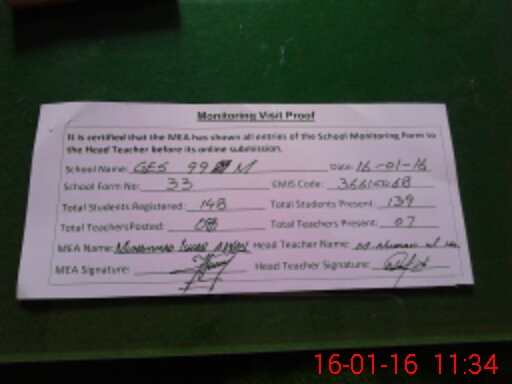 Monitoring Visit Proof
It is certified that the MEA has shown all entries of the School Monitoring Form to
the Head Teacher before its online submission.
School Name: GES 99 M Date: 16-01-16
School Form No: 33 EMIS Code:
Total Students Registered: 148 Total Students Present: 139
Total Teachers Posted: 08 Total Teachers Present: 07
MEA Name: Head Teacher Name:
MEA Signature: Head Teacher Signature:
16-01-16 11:34